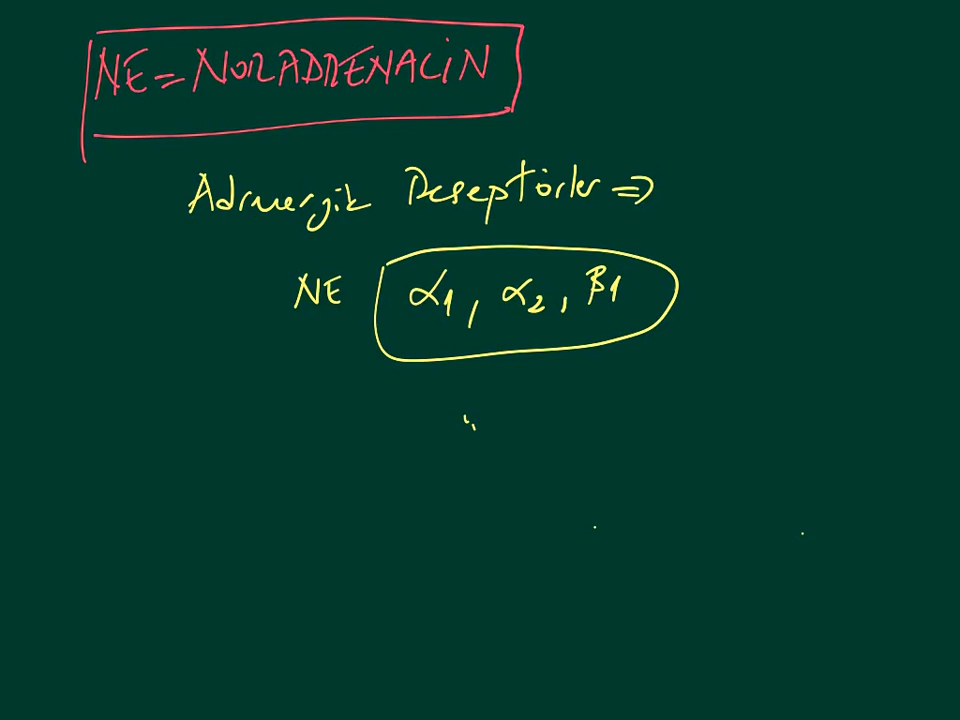 NE = NORADRENALİN
Adrenerjik Reseptörler ⇒
NE α1, α2, β1